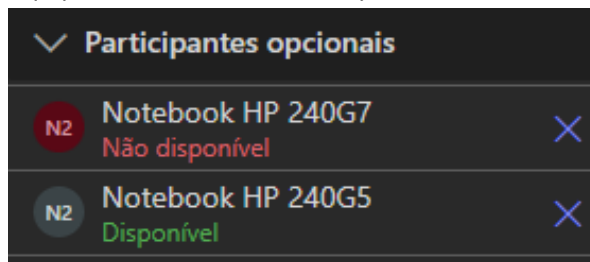 Participantes opcionais
N2
Notebook HP 240G7
Não disponível
N2
Notebook HP 240G5
Disponível